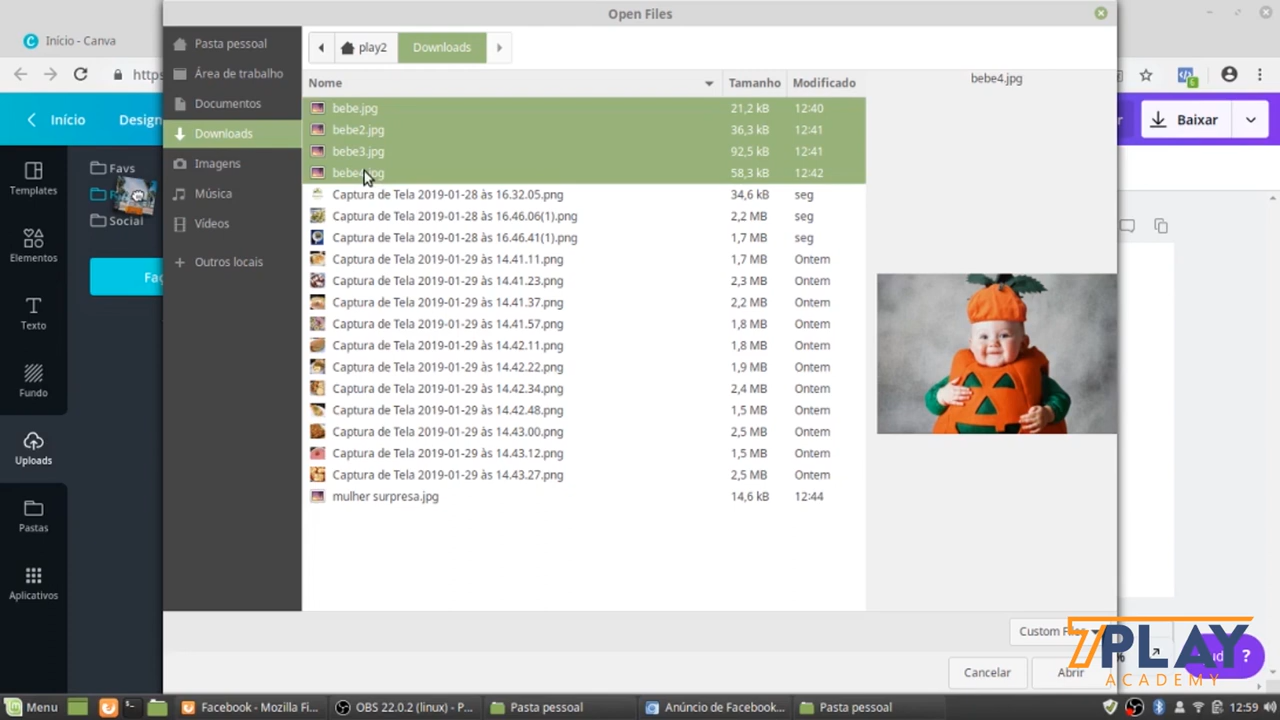 Open Files
Início - Canva
https
Início
Design
Baixar
Templates
Elementos
Texto
Fundo
Uploads
Pastas
Aplicativos
Favs
Social
Pasta pessoal
Área de trabalho
Documentos
Downloads
Imagens
Música
Vídeos
+ Outros locais
play2
Downloads
Nome Tamanho Modificado
bebe.jpg 21,2 kB 12:40
bebe2.jpg 36,3 kB 12:41
bebe3.jpg 92,5 kB 12:41
bebe4.jpg 58,3 kB 12:42
Captura de Tela 2019-01-28 às 16.32.05.png 34,6 kB seg
Captura de Tela 2019-01-28 às 16.46.06(1).png 2,2 MB seg
Captura de Tela 2019-01-28 às 16.46.41(1).png 1,7 MB seg
Captura de Tela 2019-01-29 às 14.41.11.png 1,7 MB Ontem
Captura de Tela 2019-01-29 às 14.41.23.png 2,3 MB Ontem
Captura de Tela 2019-01-29 às 14.41.37.png 2,2 MB Ontem
Captura de Tela 2019-01-29 às 14.41.57.png 1,8 MB Ontem
Captura de Tela 2019-01-29 às 14.42.11.png 1,8 MB Ontem
Captura de Tela 2019-01-29 às 14.42.22.png 1,9 MB Ontem
Captura de Tela 2019-01-29 às 14.42.34.png 2,4 MB Ontem
Captura de Tela 2019-01-29 às 14.42.48.png 1,5 MB Ontem
Captura de Tela 2019-01-29 às 14.43.00.png 2,5 MB Ontem
Captura de Tela 2019-01-29 às 14.43.12.png 1,5 MB Ontem
Captura de Tela 2019-01-29 às 14.43.27.png 2,5 MB Ontem
mulher surpresa.jpg 14,6 kB 12:44
bebe4.jpg
Custom
Cancelar
Abrir
7PLAY
ACADEMY
?
Menu
Facebook - Mozilla Fi...
OBS 22.0.2 (linux) - P...
Pasta pessoal
Anúncio de Facebook...
Pasta pessoal
12:59